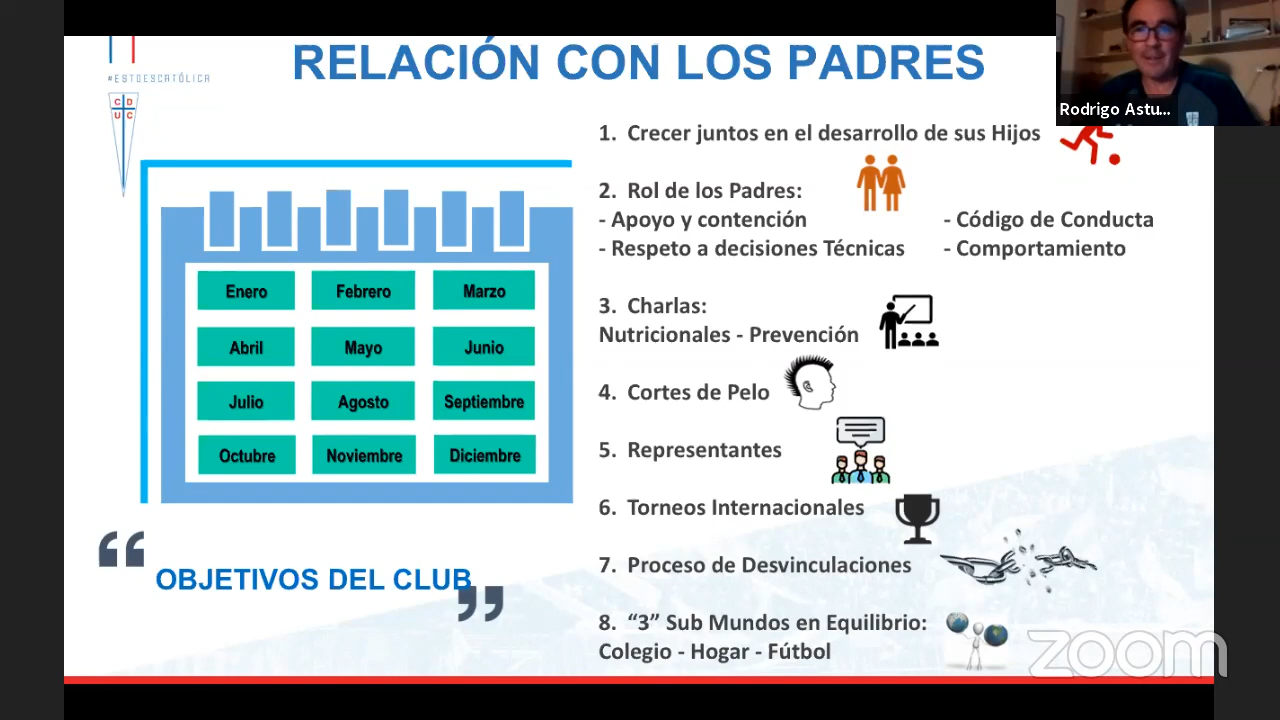 RELACIÓN CON LOS PADRES
#ESTOESCATÓLICA
C D
U C
Rodrigo Astu...
Enero Febrero Marzo
Abril Mayo Junio
Julio Agosto Septiembre
Octubre Noviembre Diciembre
“
OBJETIVOS DEL CLUB
”
1. Crecer juntos en el desarrollo de sus Hijos
2. Rol de los Padres:
- Apoyo y contención - Código de Conducta
- Respeto a decisiones Técnicas - Comportamiento
3. Charlas:
Nutricionales - Prevención
4. Cortes de Pelo
5. Representantes
6. Torneos Internacionales
7. Proceso de Desvinculaciones
8. “3” Sub Mundos en Equilibrio:
Colegio - Hogar - Fútbol
zoom